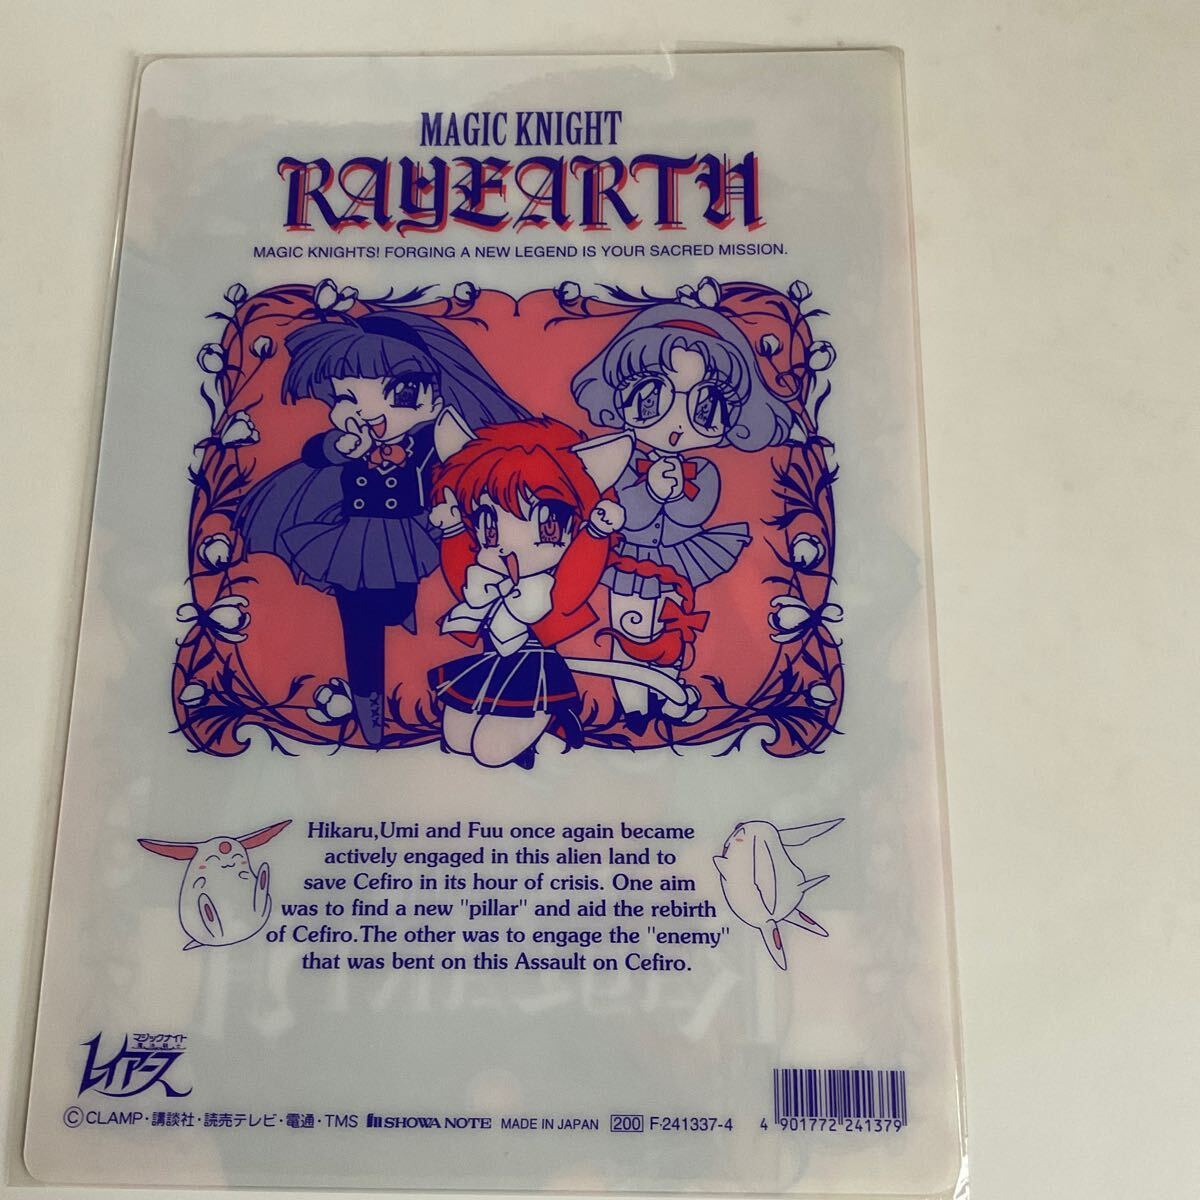 MAGIC KNIGHT
RAYEARTH
MAGIC KNIGHTS! FORGING A NEW LEGEND IS YOUR SACRED MISSION.
Hikaru,Umi and Fuu once again became
actively engaged in this alien land to
save Cefiro in its hour of crisis. One aim
was to find a new "pillar" and aid the rebirth
of Cefiro.The other was to engage the "enemy"
that was bent on this Assault on Cefiro.
マジックナイト
レイアース
©CLAMP・講談社・読売テレビ・電通・TMS SHOWA NOTE MADE IN JAPAN 200 F-241337-4 4 901772 241379